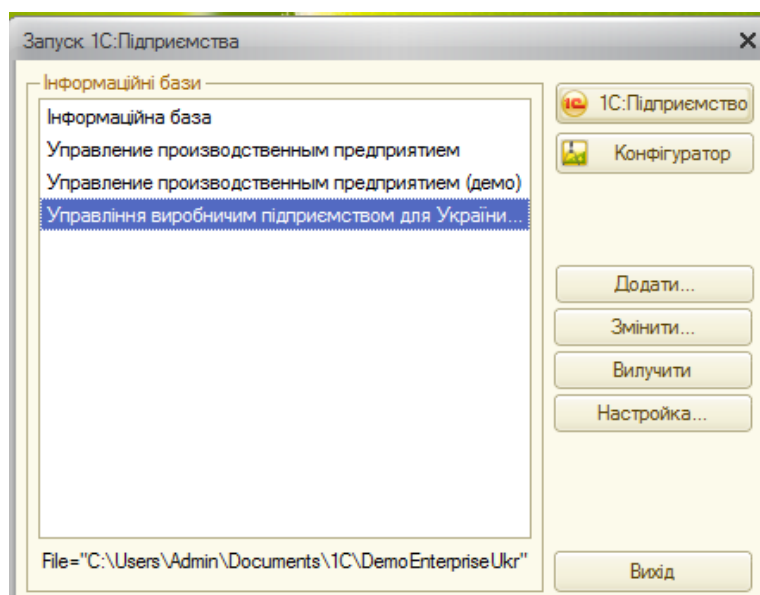 Запуск 1С:Підприємства
Інформаційні бази
Інформаційна база
Управление производственным предприятием
Управление производственным предприятием (демо)
Управління виробничим підприємством для України...
File="C:\Users\Admin\Documents\1C\DemoEnterpriseUkr"
1С:Підприємство
Конфігуратор
Додати...
Змінити...
Вилучити
Настройка...
Вихід